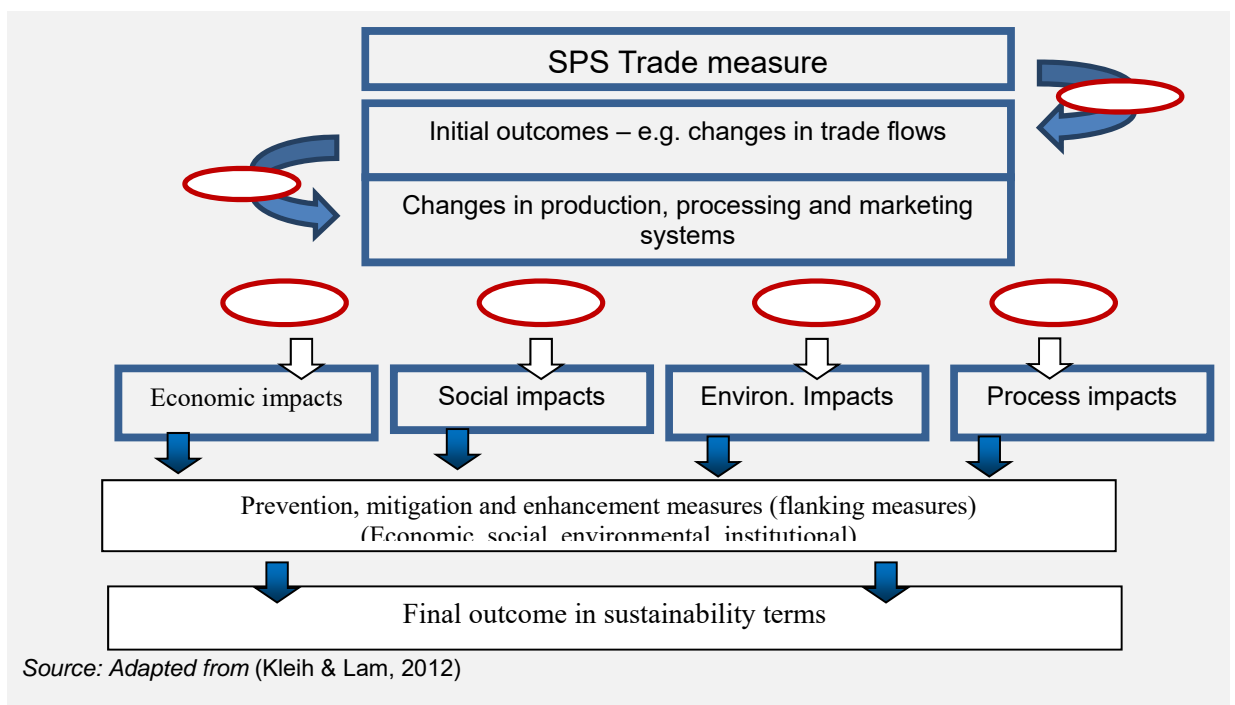 SPS Trade measure
Initial outcomes – e.g. changes in trade flows
Changes in production, processing and marketing
systems
Economic impacts
Social impacts
Environ. Impacts
Process impacts
Prevention, mitigation and enhancement measures (flanking measures)
(Economic, social, environmental, institutional)
Final outcome in sustainability terms
Source: Adapted from (Kleih & Lam, 2012)